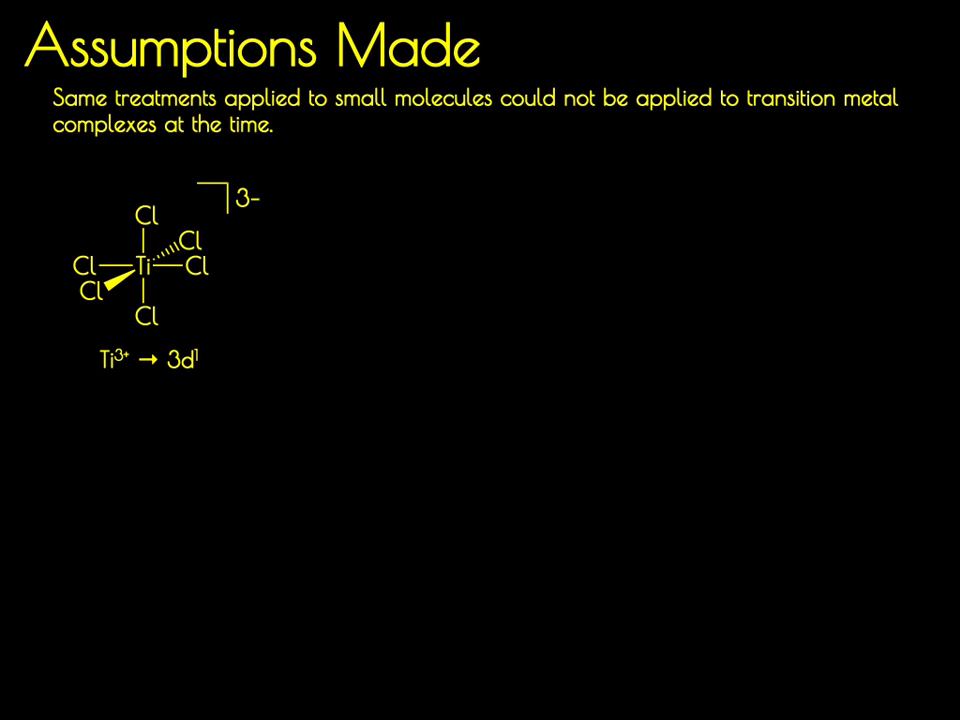 Assumptions Made
Same treatments applied to small molecules could not be applied to transition metal
complexes at the time.
3–
Cl
Cl
Cl Ti Cl
Cl
Cl
Ti³⁺ → 3d¹